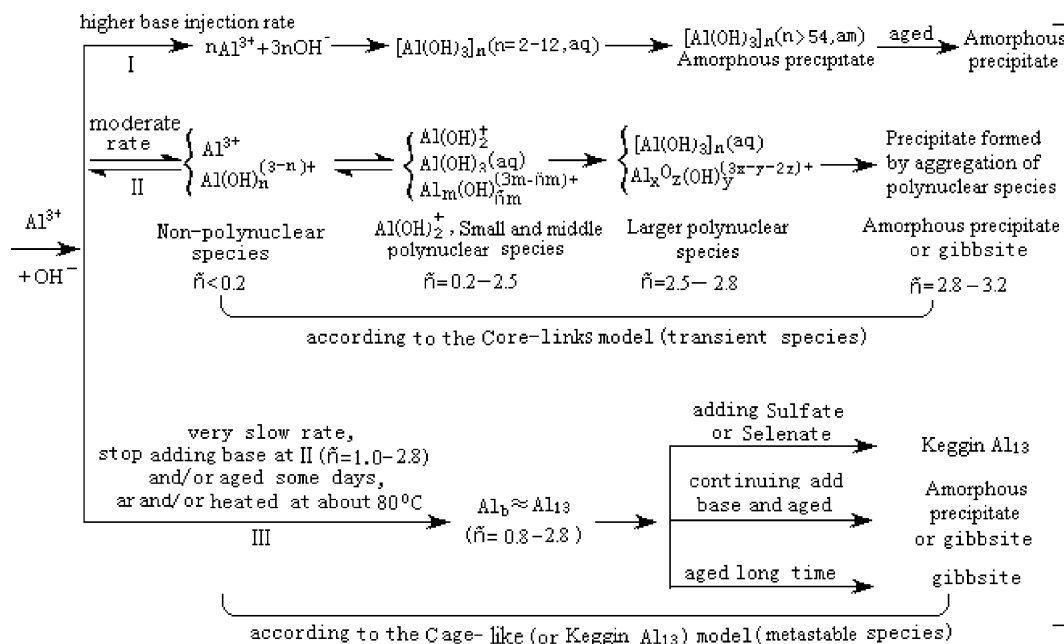 higher base injection rate
I
nAl³⁺+3nOH⁻
[Al(OH)₃]ₙ(n=2-12,aq)
[Al(OH)₃]ₙ(n>54,am)
Amorphous precipitate
aged
Amorphous
precipitate
moderate
rate
II
Al³⁺
Al(OH)ₙ⁽³⁻ⁿ⁾⁺
Al(OH)₂⁺
Al(OH)₃(aq)
Alₘ(OH)ñm^(3m-ñm)+
[Al(OH)₃]ₙ(aq)
AlₓO_z(OH)_y^(3x-y-2z)+
Precipitate formed
by aggregation of
polynuclear species
Al³⁺
+OH⁻
Non-polynuclear
species
ñ<0.2
Al(OH)₂⁺, Small and middle
polynuclear species
ñ=0.2-2.5
Larger polynuclear
species
ñ=2.5-2.8
Amorphous precipitate
or gibbsite
ñ=2.8-3.2
according to the Core-links model(transient species)
very slow rate,
stop adding base at II (ñ=1.0-2.8)
and/or aged some days,
ar and/or heated at about 80⁰C
III
Al_b≈Al₁₃
(ñ=0.8-2.8)
adding Sulfate
or Selenate
Keggin Al₁₃
continuing add
base and aged
Amorphous
precipitate
or gibbsite
aged long time
gibbsite
according to the Cage-like(or Keggin Al₁₃) model(metastable species)